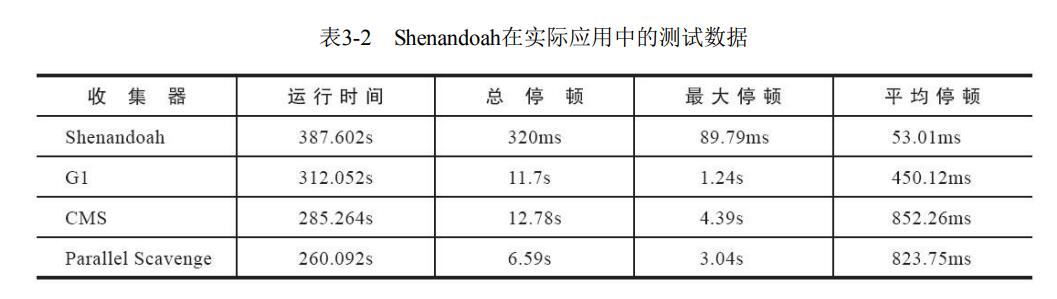 表3-2 Shenandoah在实际应用中的测试数据
收集器 运行时间 总停顿 最大停顿 平均停顿
Shenandoah 387.602s 320ms 89.79ms 53.01ms
G1 312.052s 11.7s 1.24s 450.12ms
CMS 285.264s 12.78s 4.39s 852.26ms
Parallel Scavenge 260.092s 6.59s 3.04s 823.75ms